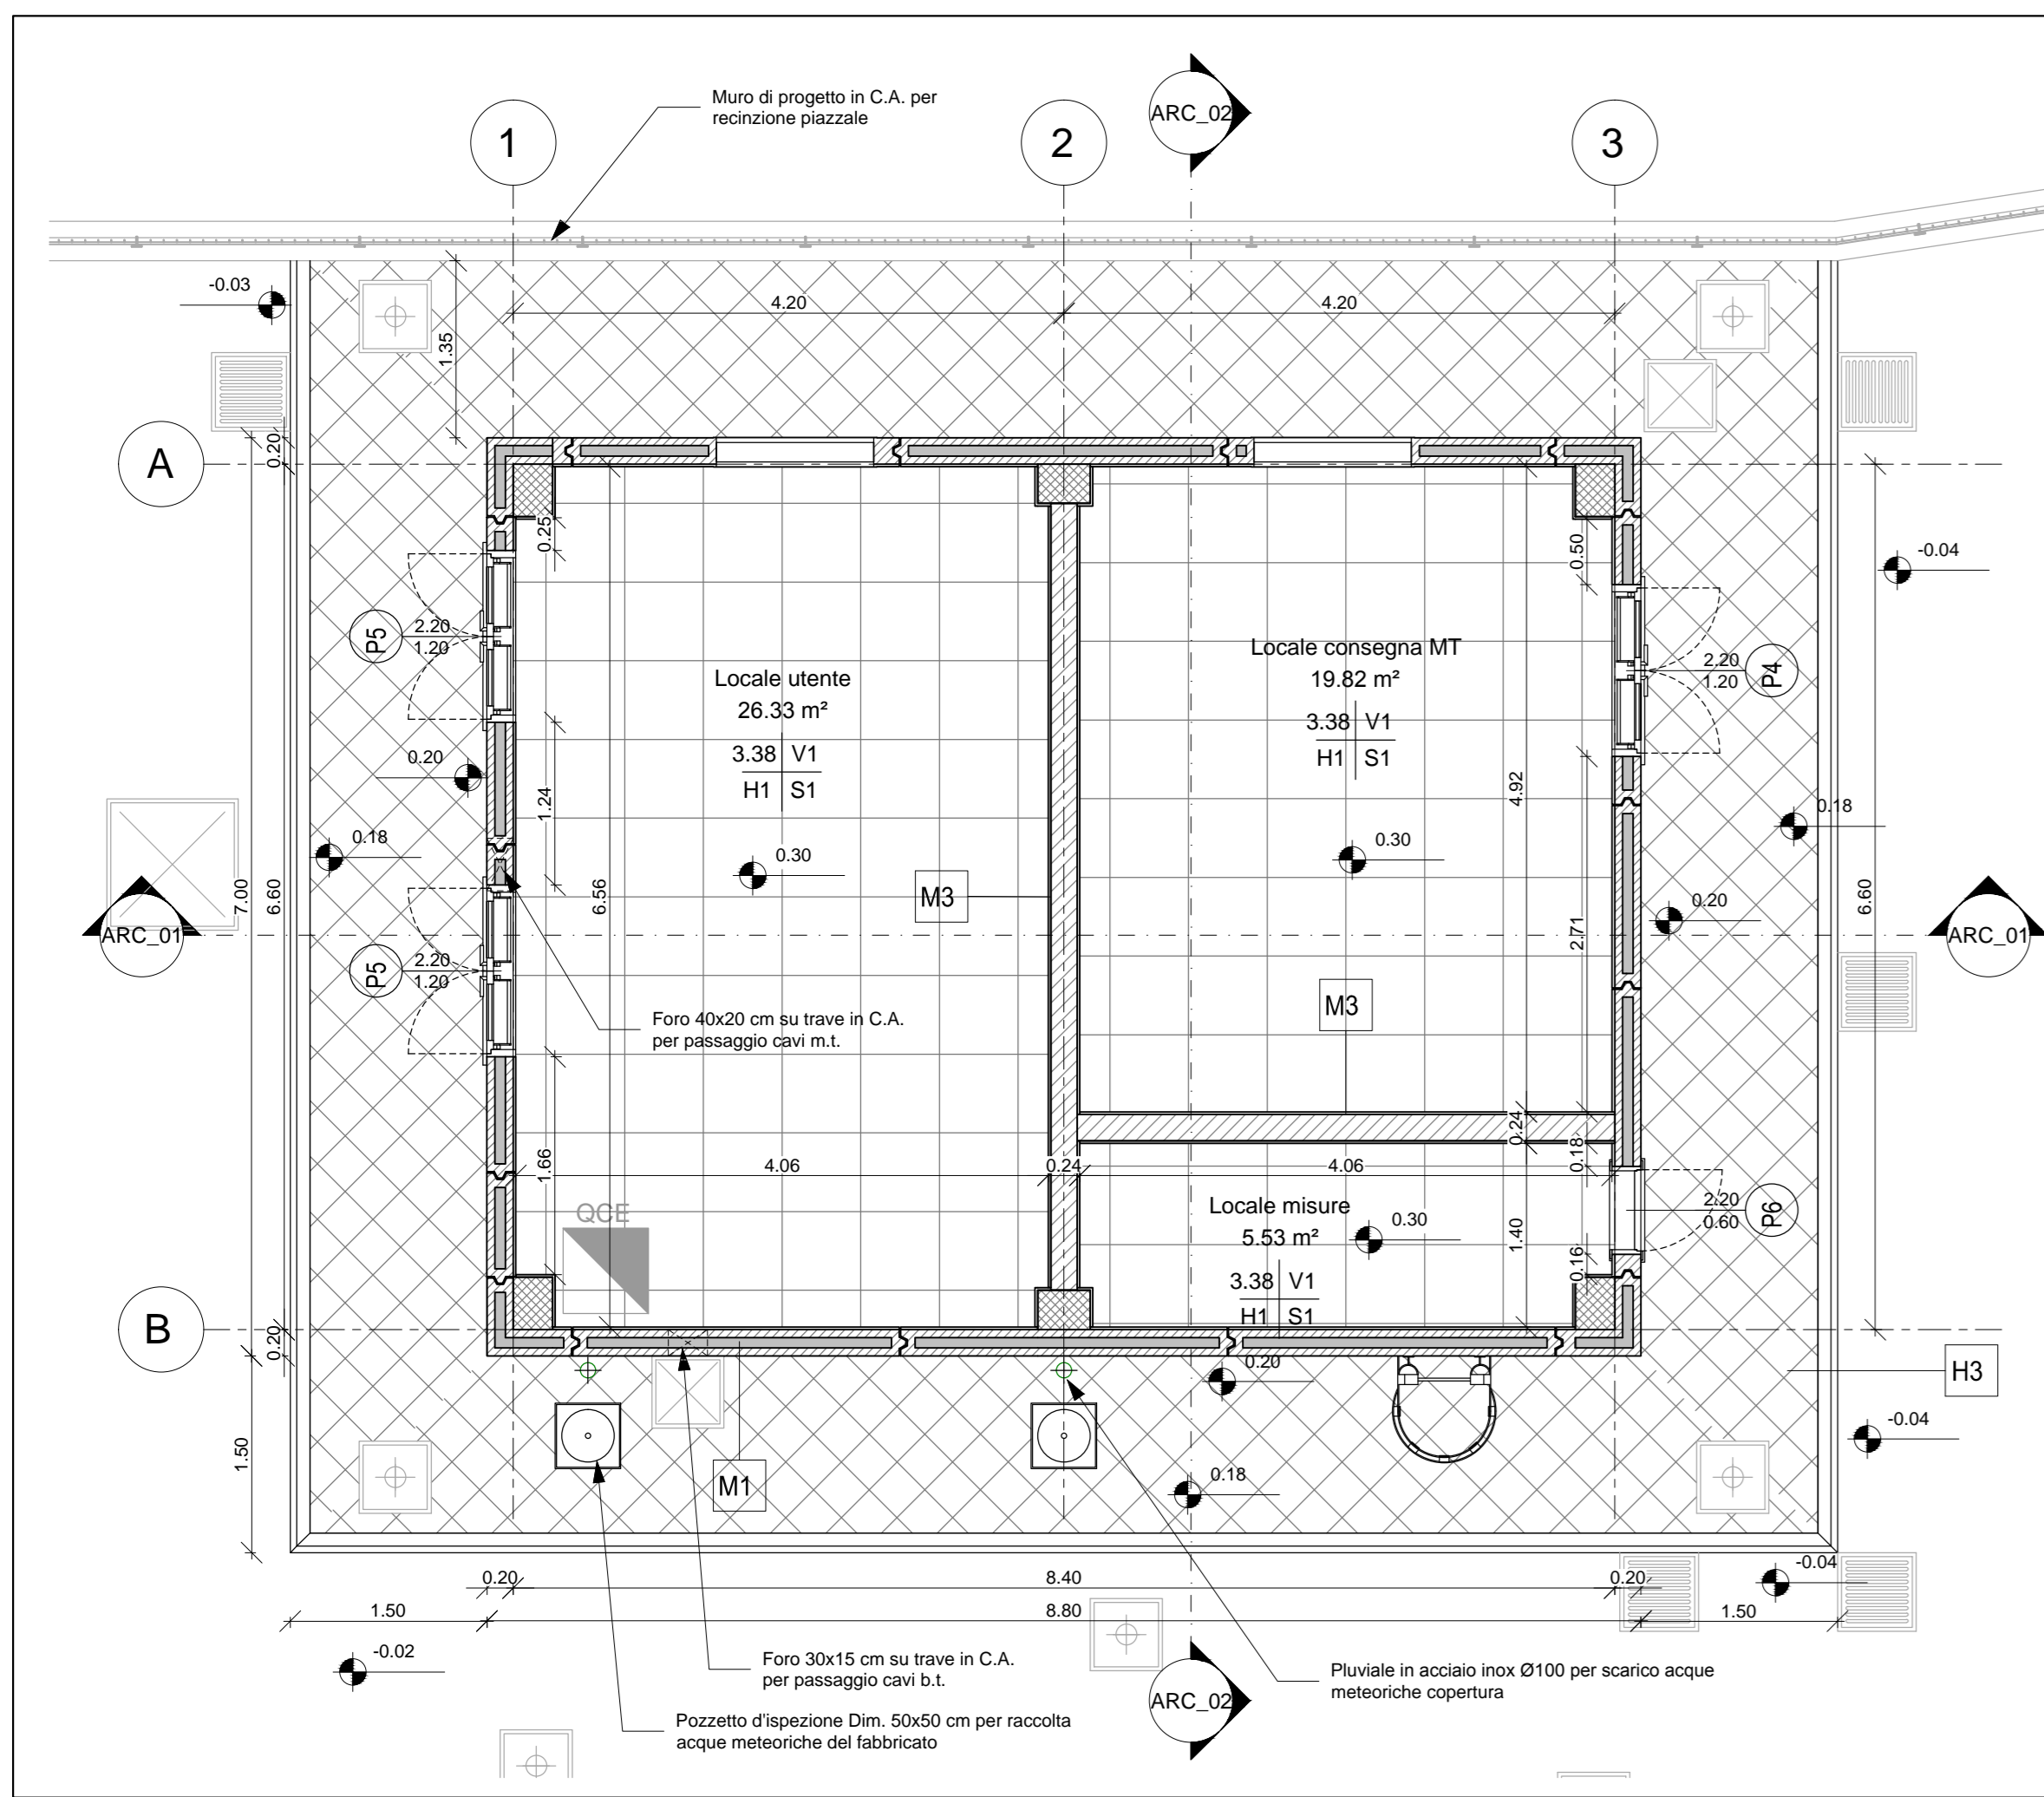 Muro di progetto in C.A. per
recinzione piazzale
ARC_02
1
2
3
-0.03
4.20
4.20
1.35
A
0.20
0.25
0.50
-0.04
P5
2.20
1.20
Locale utente
26.33 m²
3.38 V1
H1 S1
Locale consegna MT
19.82 m²
3.38 V1
H1 S1
2.20
1.20
P4
0.20
1.24
4.92
0.18
0.18
0.30
0.30
7.00
6.60
6.56
M3
2.71
0.20
6.60
ARC_01
ARC_01
P5
2.20
1.20
M3
Foro 40x20 cm su trave in C.A.
per passaggio cavi m.t.
0.24
0.18
1.66
4.06
0.24
4.06
QCE
Locale misure
5.53 m²
0.30
3.38 V1
H1 S1
1.40
0.16
2.20
0.60
P6
B
0.20
0.20
H3
1.50
M1
0.18
-0.04
0.20
8.40
0.20
-0.04
1.50
8.80
1.50
-0.02
Foro 30x15 cm su trave in C.A.
per passaggio cavi b.t.
Pluviale in acciaio inox Ø100 per scarico acque
meteoriche copertura
ARC_02
Pozzetto d'ispezione Dim. 50x50 cm per raccolta
acque meteoriche del fabbricato